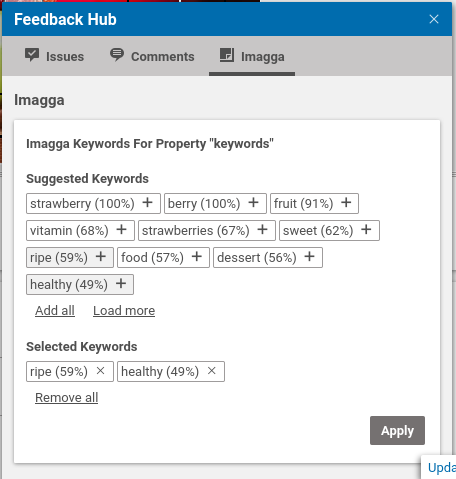 Feedback Hub ×
Issues Comments Imagga
Imagga
Imagga Keywords For Property "keywords"
Suggested Keywords
strawberry (100%) + berry (100%) + fruit (91%) +
vitamin (68%) + strawberries (67%) + sweet (62%) +
ripe (59%) + food (57%) + dessert (56%) +
healthy (49%) +
Add all Load more
Selected Keywords
ripe (59%) × healthy (49%) ×
Remove all
Apply
Upda